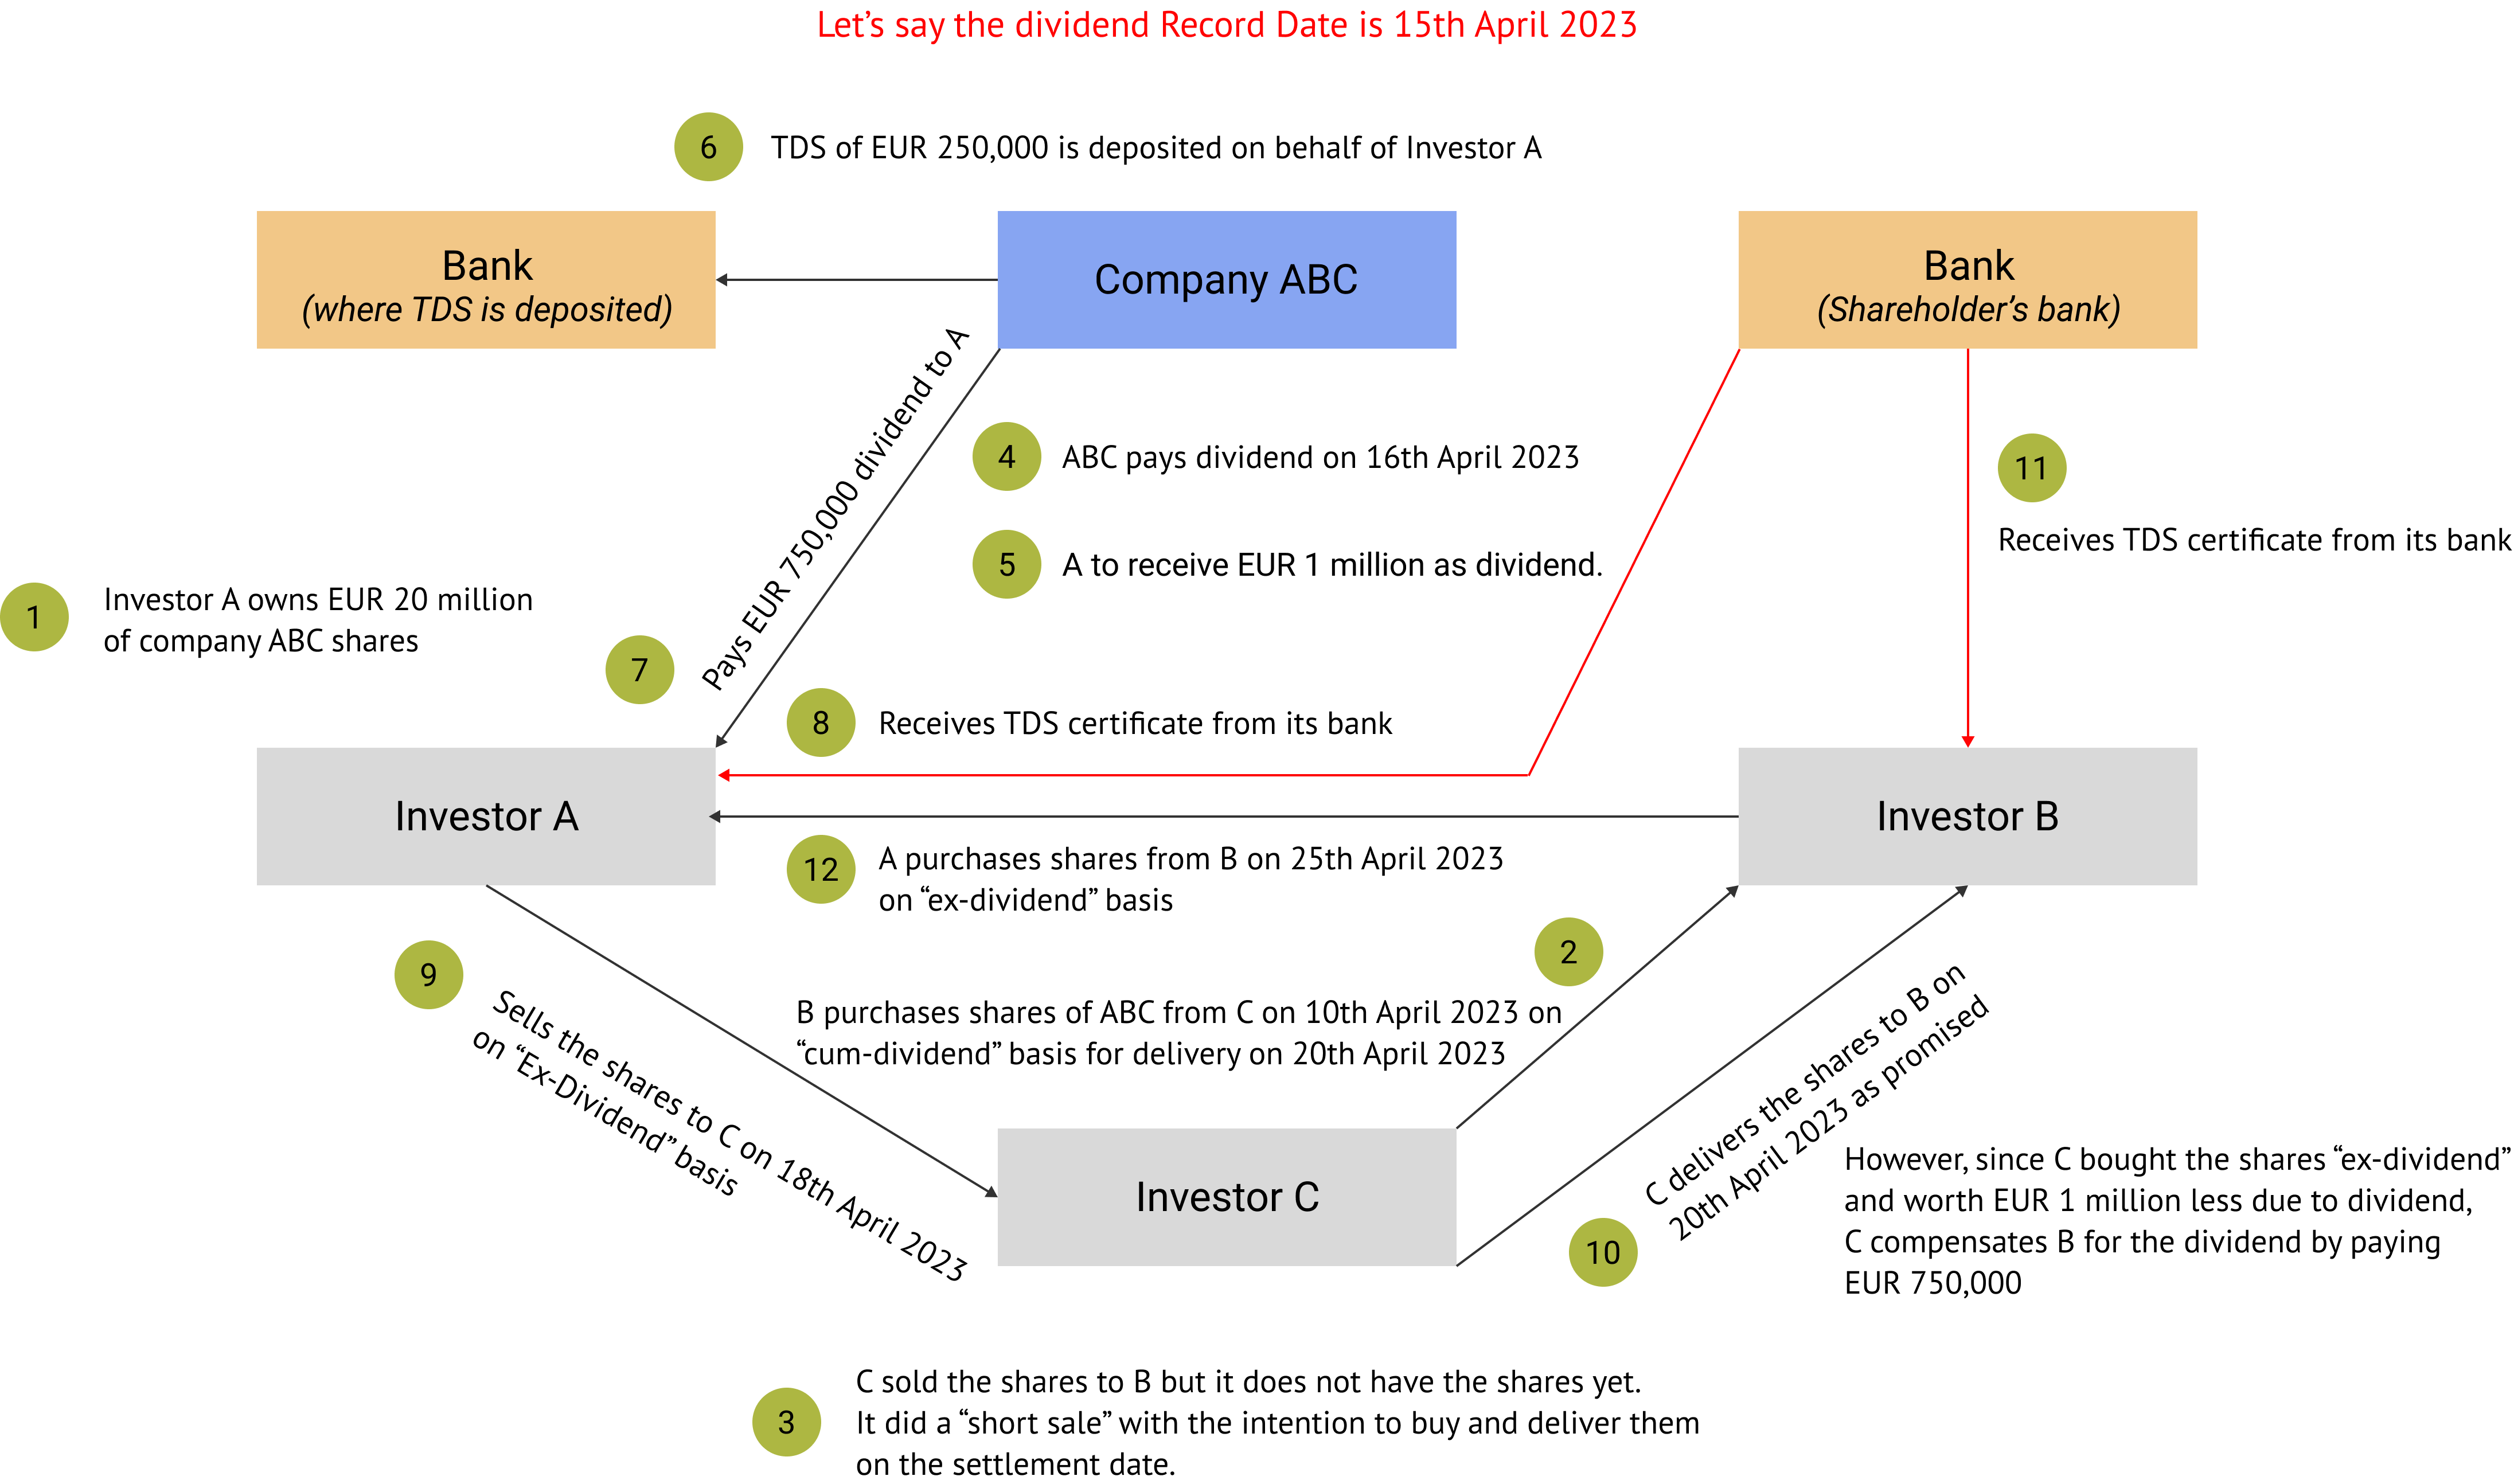 Let’s say the dividend Record Date is 15th April 2023
6
TDS of EUR 250,000 is deposited on behalf of Investor A
Bank
(where TDS is deposited)
Company ABC
Bank
(Shareholder’s bank)
Pays EUR 750,000 dividend to A
4
ABC pays dividend on 16th April 2023
11
Receives TDS certificate from its bank
5
A to receive EUR 1 million as dividend.
1
Investor A owns EUR 20 million
of company ABC shares
7
8
Receives TDS certificate from its bank
Investor A
Investor B
12
A purchases shares from B on 25th April 2023
on “ex-dividend” basis
2
9
Sells the shares to C on 18th April 2023
on “Ex-Dividend” basis
B purchases shares of ABC from C on 10th April 2023 on
“cum-dividend” basis for delivery on 20th April 2023
C delivers the shares to B on
20th April 2023 as promised
Investor C
10
However, since C bought the shares “ex-dividend”
and worth EUR 1 million less due to dividend,
C compensates B for the dividend by paying
EUR 750,000
3
C sold the shares to B but it does not have the shares yet.
It did a “short sale” with the intention to buy and deliver them
on the settlement date.